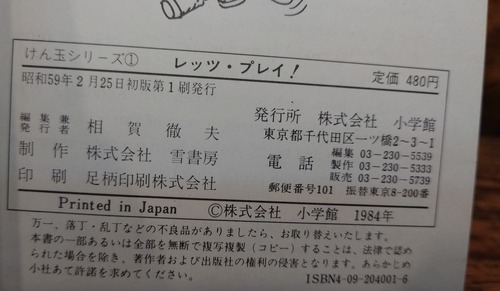 けん玉シリーズ① レッツ・プレイ! 定価 480円
昭和59年2月25日初版第1刷発行
編集兼発行者 相賀徹夫
制作 株式会社 雪書房
印刷 足柄印刷株式会社
発行所 株式会社 小学館
東京都千代田区一ツ橋2-3-1
電話 編集 03-230-5539
製作 03-230-5333
販売 03-230-5739
郵便番号101 振替東京8-200番
Printed in Japan ©株式会社 小学館 1984年
万一、落丁・乱丁などの不良品がありましたら、お取り替えいたします。
本書の一部あるいは全部を無断で複写複製(コピー)することは、法律で認め
られた場合を除き、著作者および出版社の権利の侵害となります。あらかじめ
小社あて許諾を求めてください。
ISBN4-09-204001-6